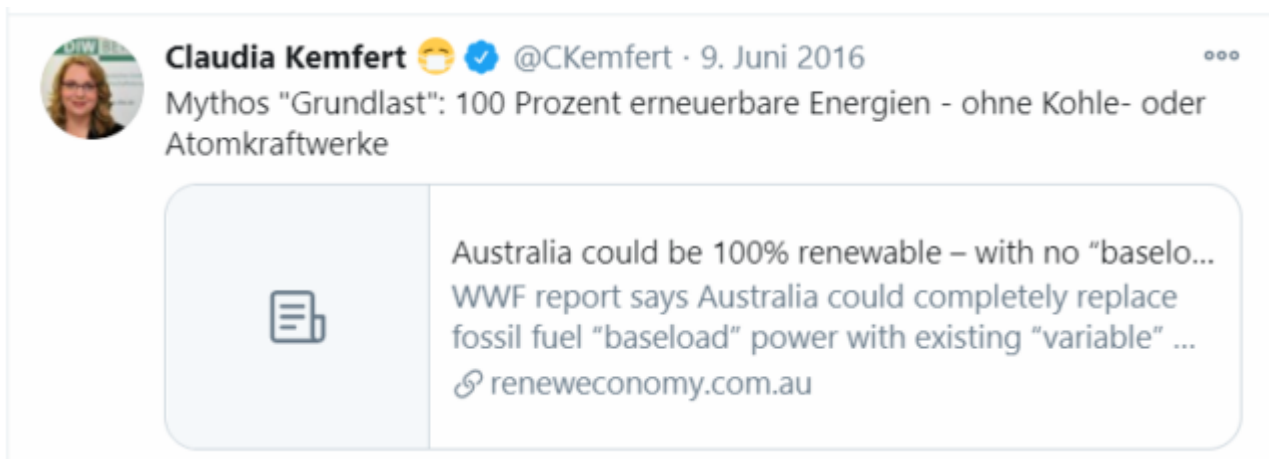 Claudia Kemfert 😷 @CKemfert · 9. Juni 2016
Mythos "Grundlast": 100 Prozent erneuerbare Energien - ohne Kohle- oder
Atomkraftwerke
Australia could be 100% renewable – with no “baselo...
WWF report says Australia could completely replace
fossil fuel “baseload” power with existing “variable” ...
reneweconomy.com.au